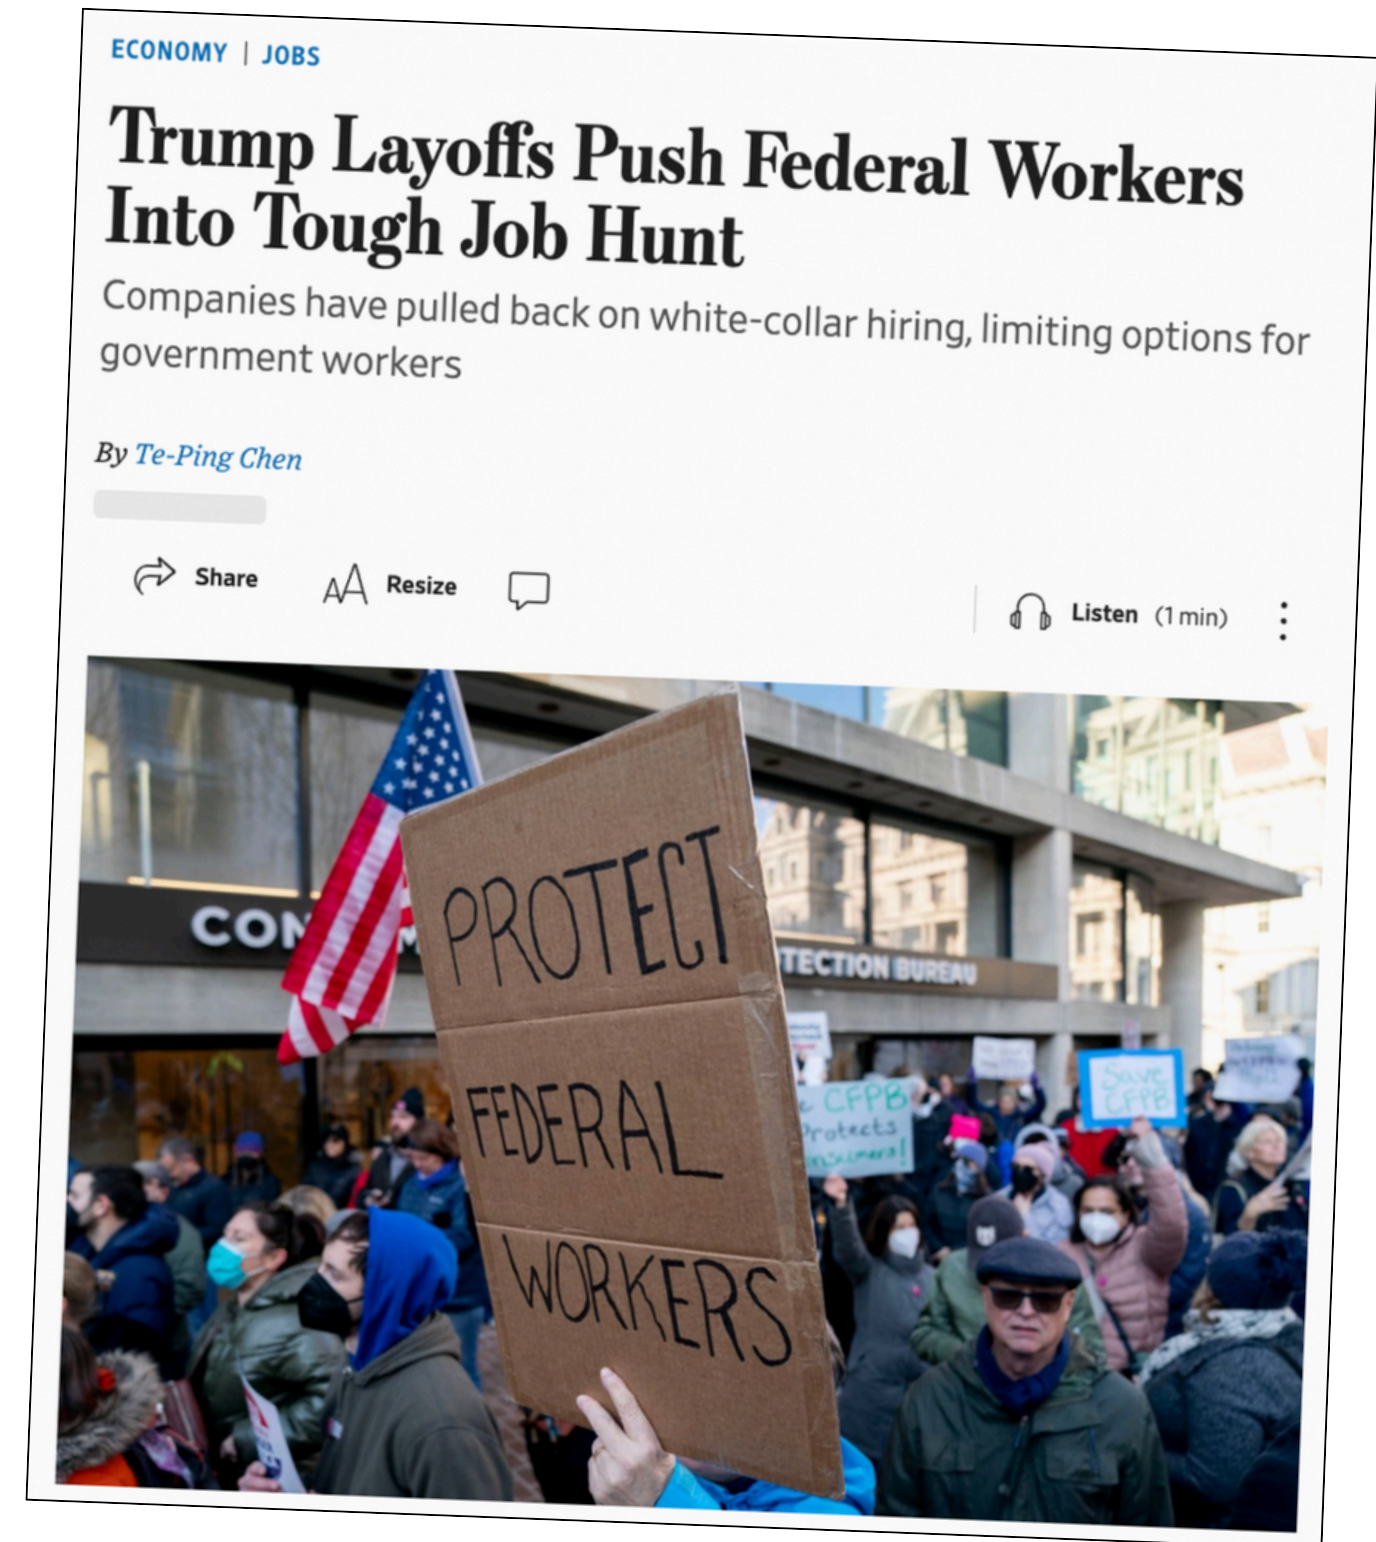 ECONOMY | JOBS
Trump Layoffs Push Federal Workers
Into Tough Job Hunt
Companies have pulled back on white-collar hiring, limiting options for
government workers
By Te-Ping Chen
Share Resize Listen (1 min)
PROTECT
FEDERAL
WORKERS
CON
TECTION BUREAU
CFPB
Protects
Save
CFPB